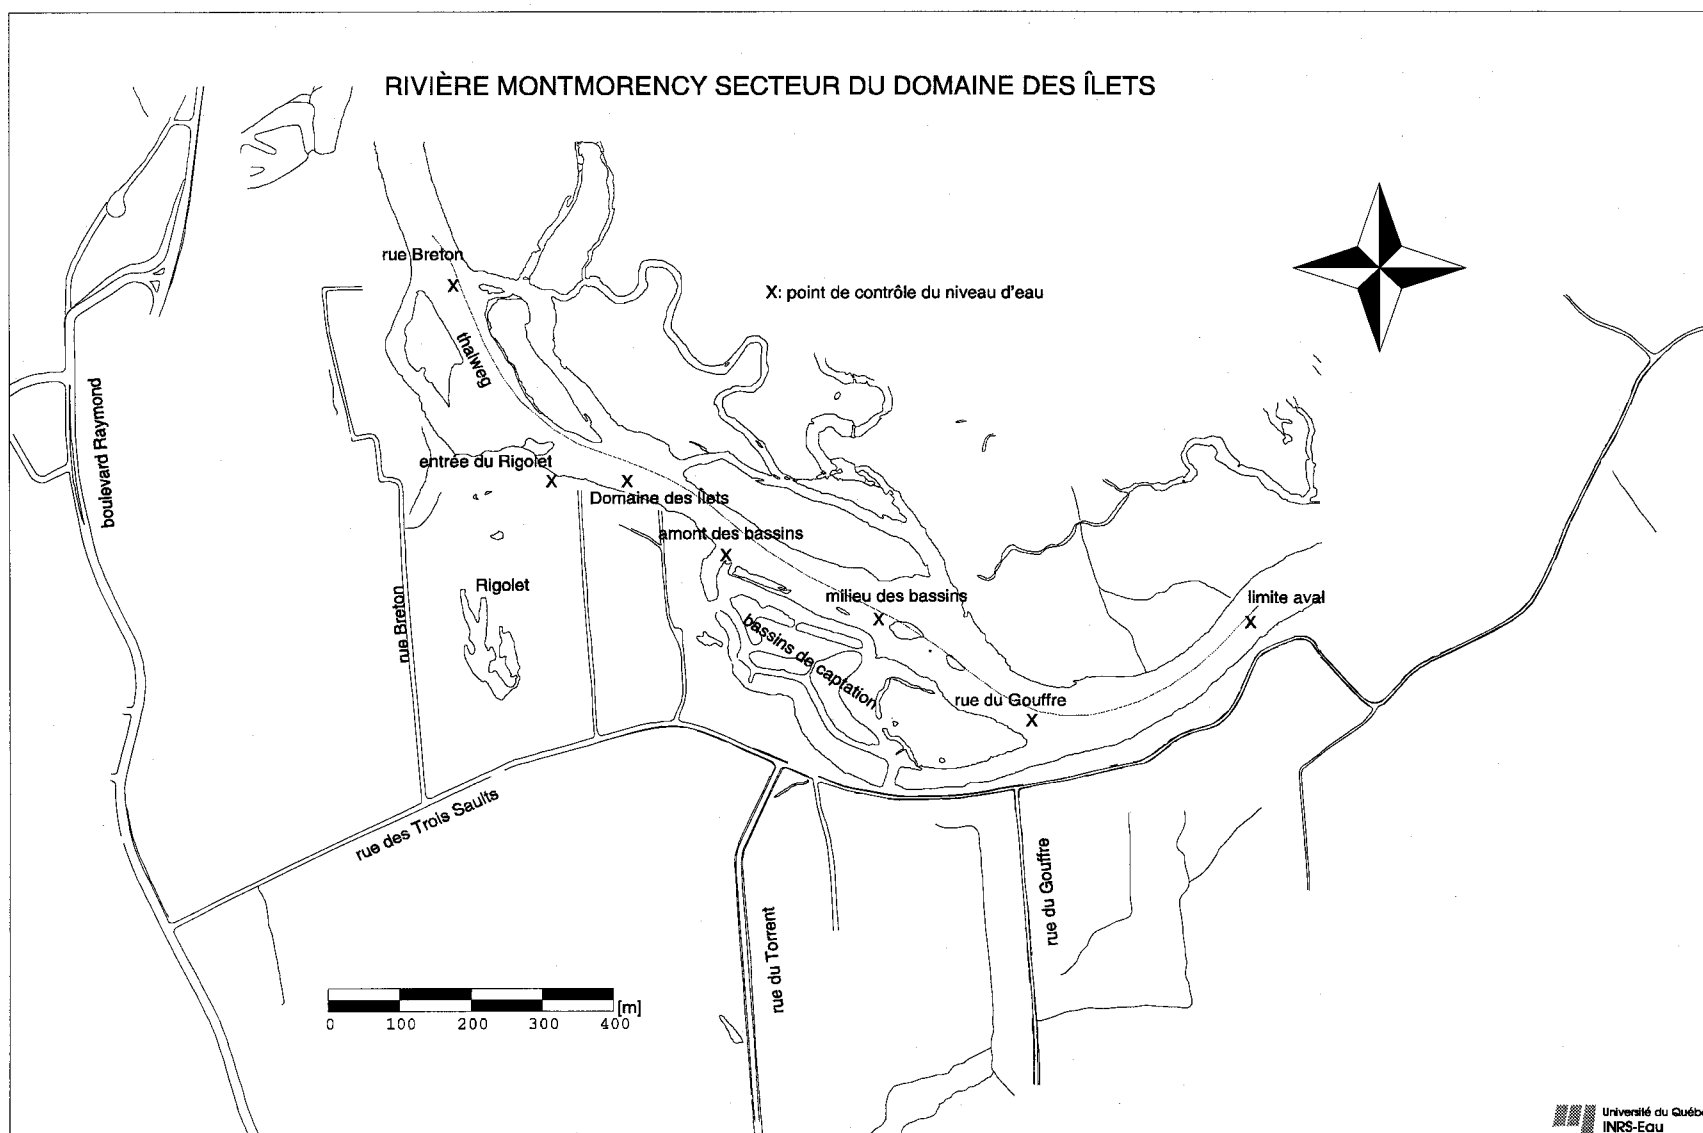 RIVIÈRE MONTMORENCY SECTEUR DU DOMAINE DES ÎLETS
rue Breton
X: point de contrôle du niveau d'eau
X
thalweg
boulevard Raymond
entrée du Rigolet
X
X
Domaine des Îlets
amont des bassins
X
Rigolet
rue Breton
milieu des bassins
X
limite aval
X
bassins de captation
rue du Gouffre
X
rue des Trois Saults
rue du Gouffre
rue du Torrent
[m]
0 100 200 300 400
Université du Québe
INRS-Eau